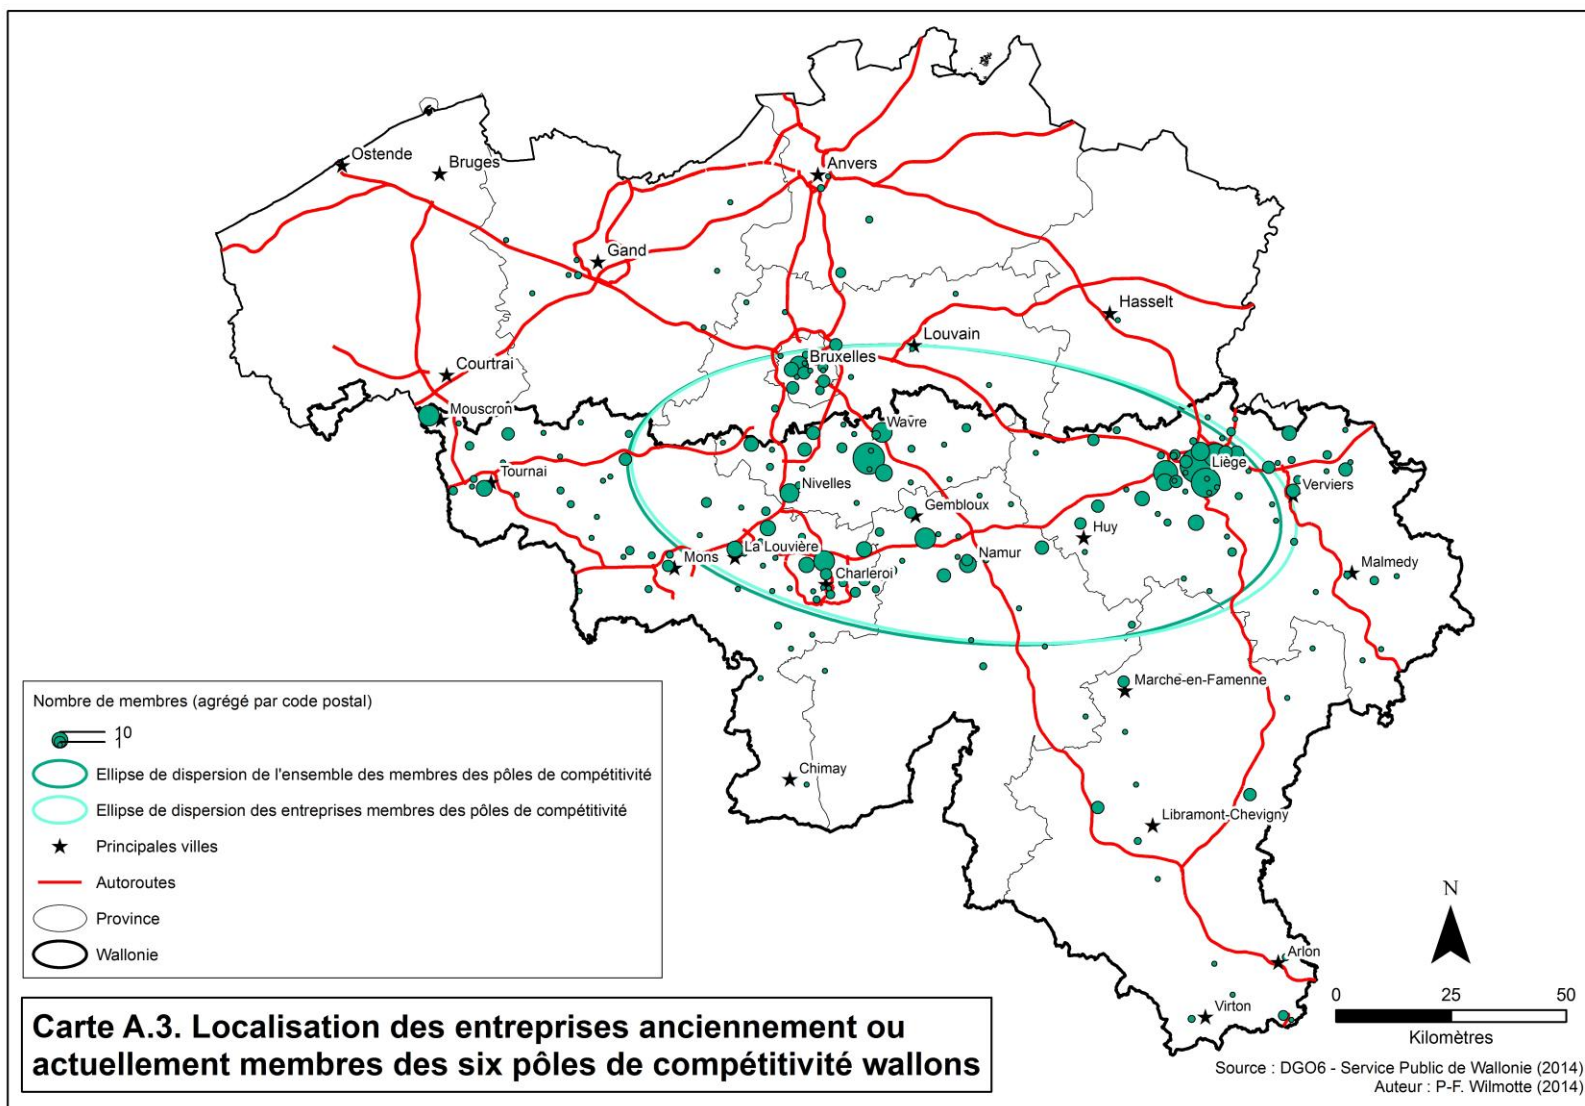 Ostende
Bruges
Anvers
Gand
Hasselt
Louvain
Bruxelles
Courtrai
Mouscron
Wavre
Liège
Tournai
Nivelles
Verviers
Gembloux
Huy
Mons
La Louvière
Namur
Charleroi
Malmedy
Marche-en-Famenne
Chimay
Libramont-Chevigny
Arlon
Virton
Nombre de membres (agrégé par code postal)
10
1
Ellipse de dispersion de l'ensemble des membres des pôles de compétitivité
Ellipse de dispersion des entreprises membres des pôles de compétitivité
Principales villes
Autoroutes
Province
Wallonie
N
0 25 50
Kilomètres
Carte A.3. Localisation des entreprises anciennement ou
actuellement membres des six pôles de compétitivité wallons
Source : DGO6 - Service Public de Wallonie (2014)
Auteur : P-F. Wilmotte (2014)